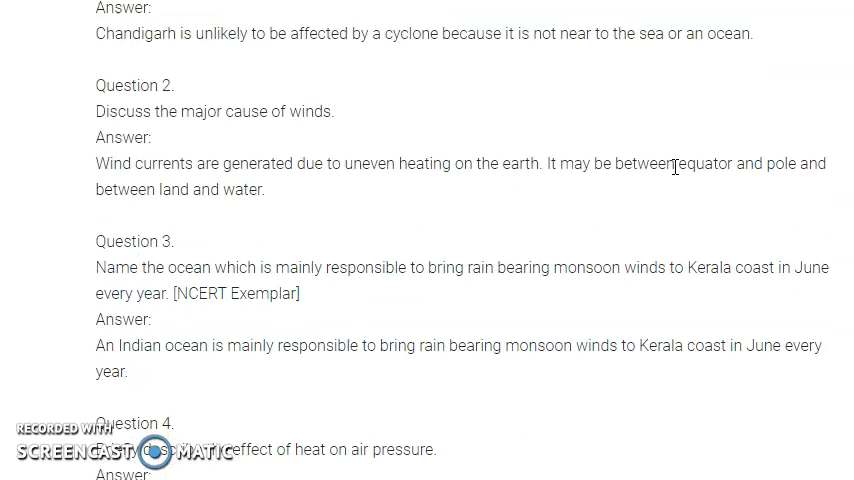 Answer:
Chandigarh is unlikely to be affected by a cyclone because it is not near to the sea or an ocean.
Question 2.
Discuss the major cause of winds.
Answer:
Wind currents are generated due to uneven heating on the earth. It may be between equator and pole and
between land and water.
Question 3.
Name the ocean which is mainly responsible to bring rain bearing monsoon winds to Kerala coast in June
every year. [NCERT Exemplar]
Answer:
An Indian ocean is mainly responsible to bring rain bearing monsoon winds to Kerala coast in June every
year.
Question 4.
RECORDED WITH
effect of heat on air pressure.
SCREENCAST MATIC
Answer: